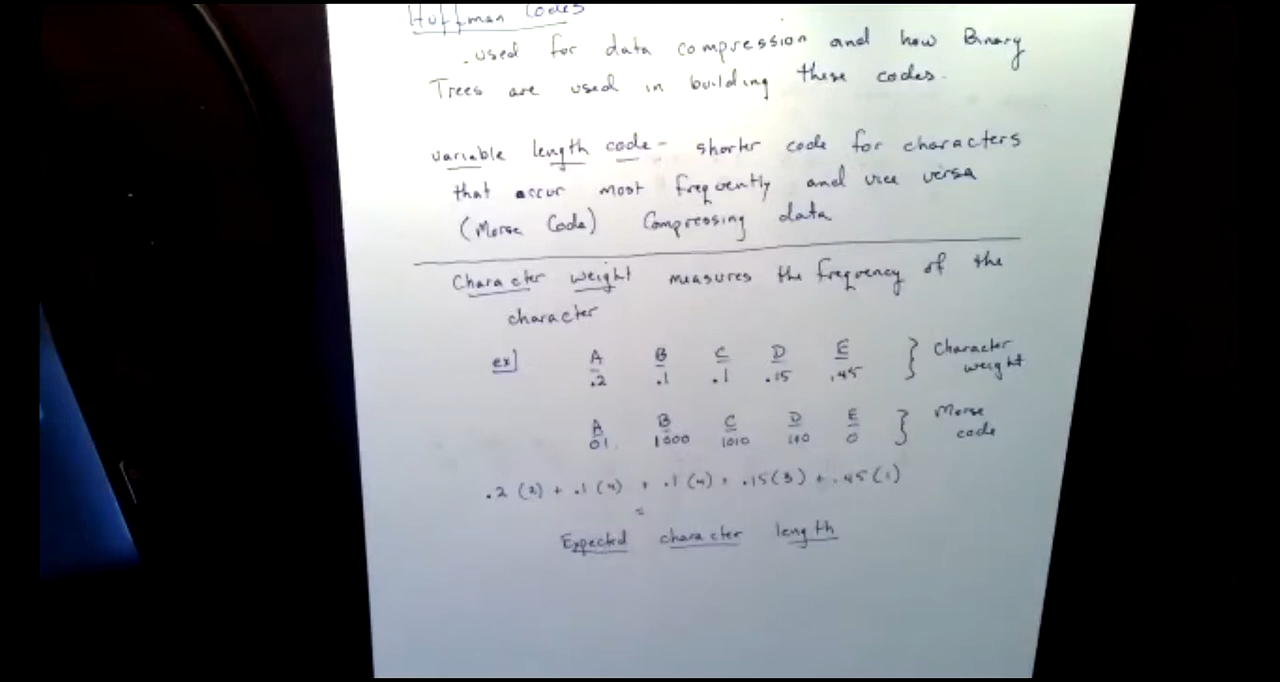 Huffman Codes
. used for data compression and how Binary
Trees are used in building these codes.
variable length code - shorter code for characters
that occur most frequently and vice versa
(Morse Code) Compressing data
Character weight measures the frequency of the
character
ex] A B C D E } Character
.2 .1 .1 .15 .45 weight
A B C D E } Morse
01. 1000 1010 100 0 code
.2 (2) + .1 (4) + .1 (4) + .15 (3) + .45 (1)
=
Expected character length